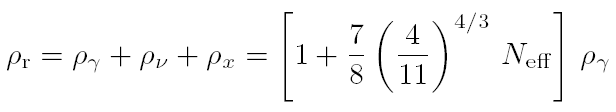 ρ_r = ρ_γ + ρ_ν + ρ_x = [1 + 7/8 (4/11)^{4/3} N_eff] ρ_γ